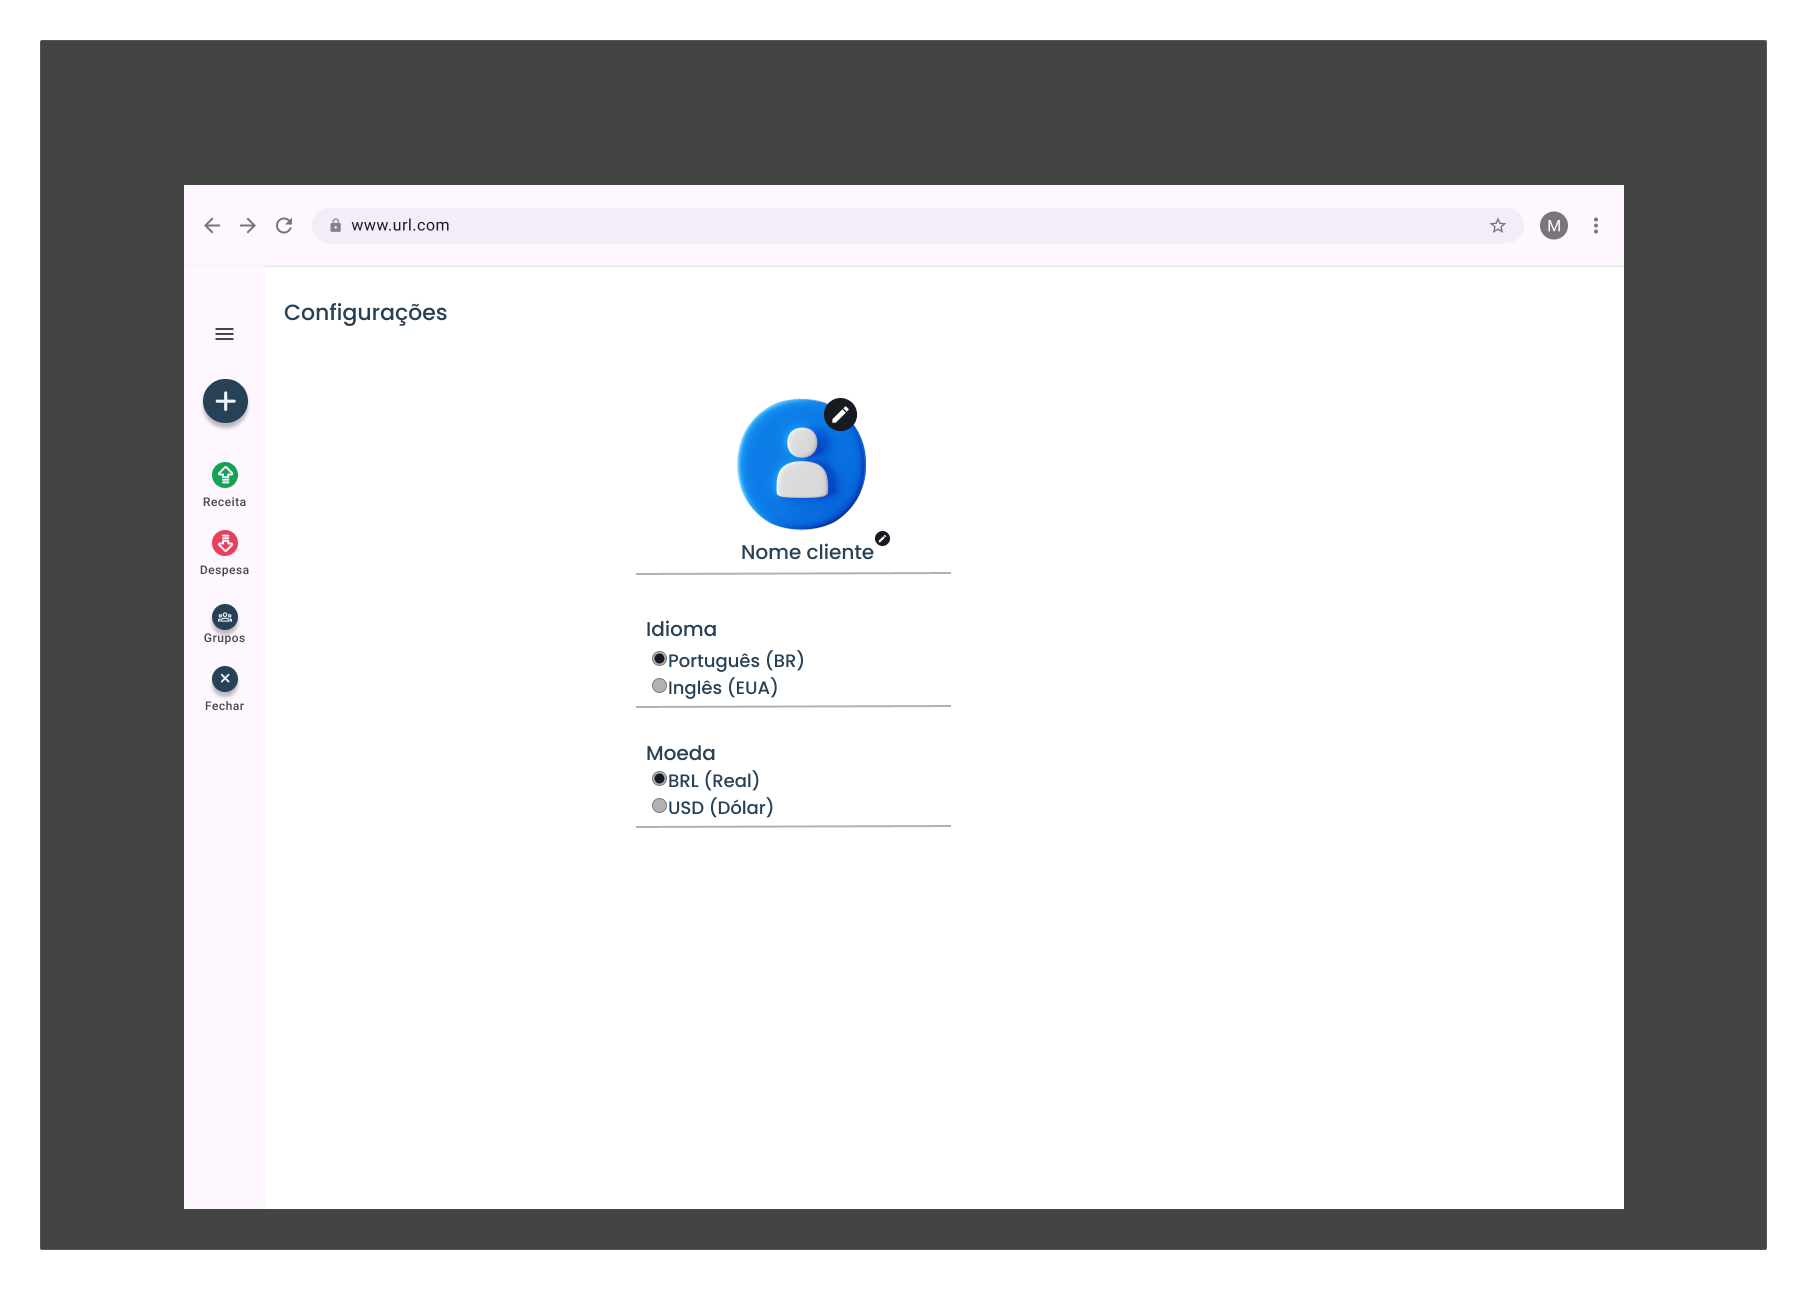 www.url.com
M
Configurações
Receita
Despesa
Grupos
Fechar
Nome cliente
Idioma
Português (BR)
Inglês (EUA)
Moeda
BRL (Real)
USD (Dólar)